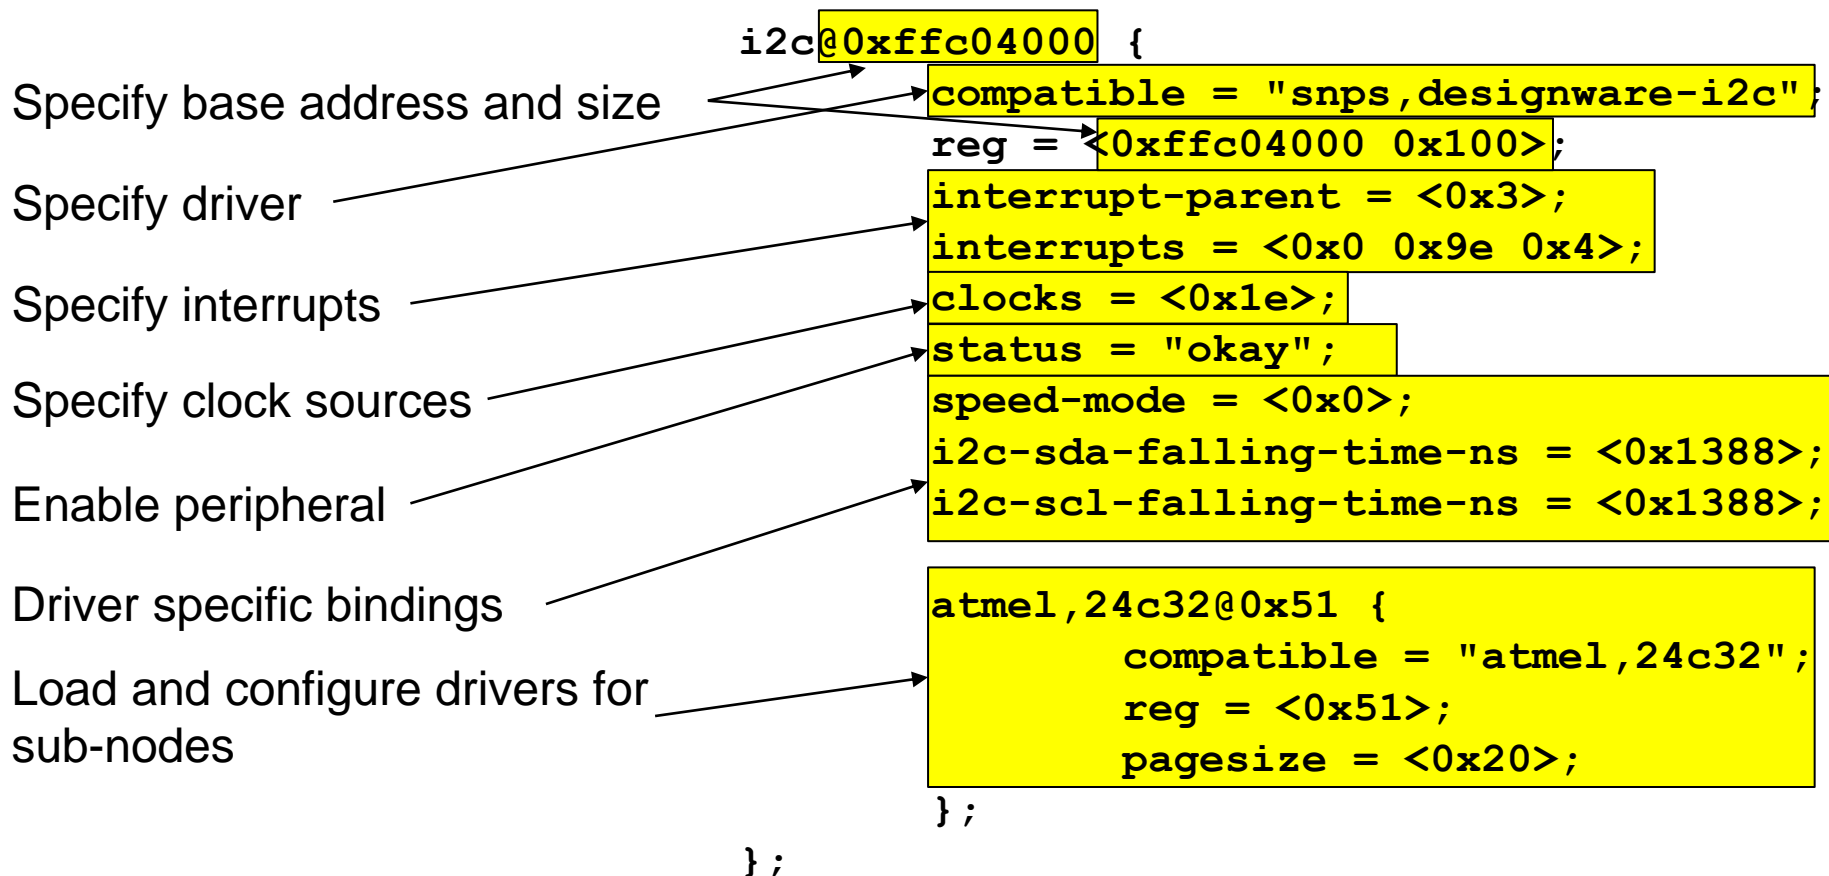 i2c@0xffc04000 {
Specify base address and size
compatible = "snps,designware-i2c";
reg = <0xffc04000 0x100>;
Specify driver
interrupt-parent = <0x3>;
interrupts = <0x0 0x9e 0x4>;
Specify interrupts
clocks = <0x1e>;
status = "okay";
Specify clock sources
speed-mode = <0x0>;
i2c-sda-falling-time-ns = <0x1388>;
Enable peripheral
i2c-scl-falling-time-ns = <0x1388>;
Driver specific bindings
atmel,24c32@0x51 {
compatible = "atmel,24c32";
Load and configure drivers for
sub-nodes
reg = <0x51>;
pagesize = <0x20>;
};
};